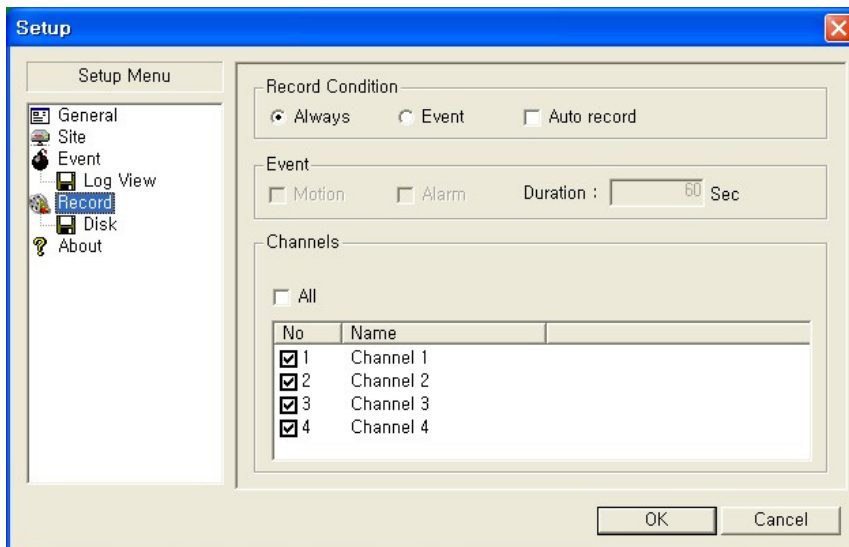 Setup
Setup Menu
General
Site
Event
Log View
Record
Disk
About
Record Condition
Always Event Auto record
Event
Motion Alarm Duration : 60 Sec
Channels
All
No Name
1 Channel 1
2 Channel 2
3 Channel 3
4 Channel 4
OK Cancel